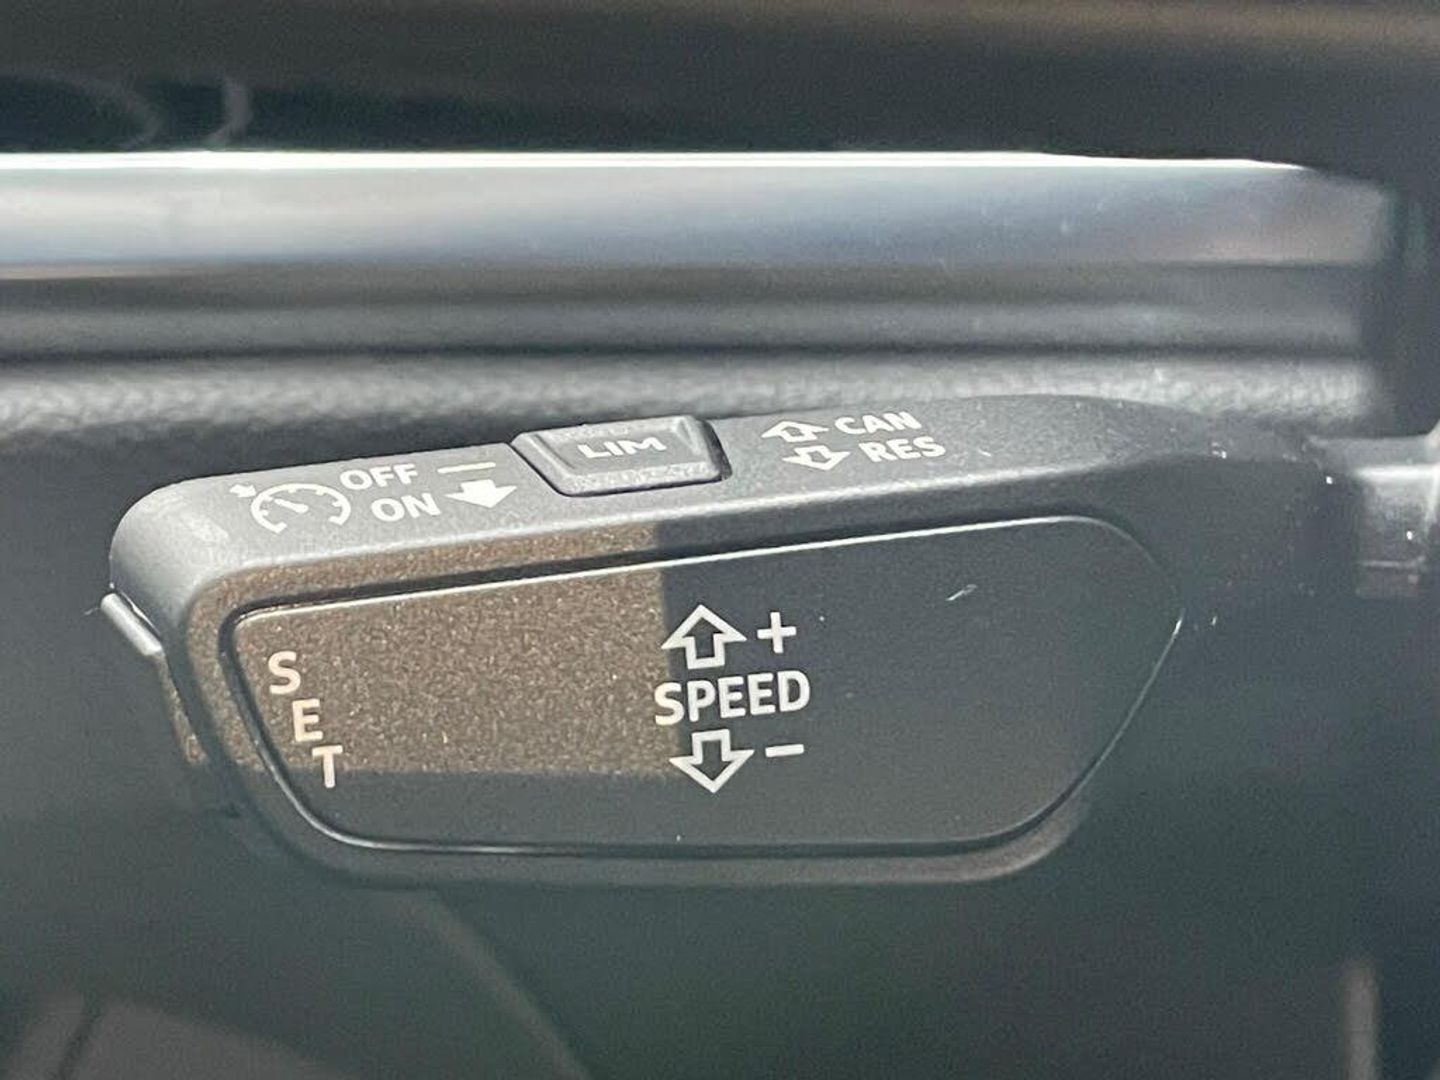 OFF –
ON
LIM
CAN
RES
SET
+
SPEED
–